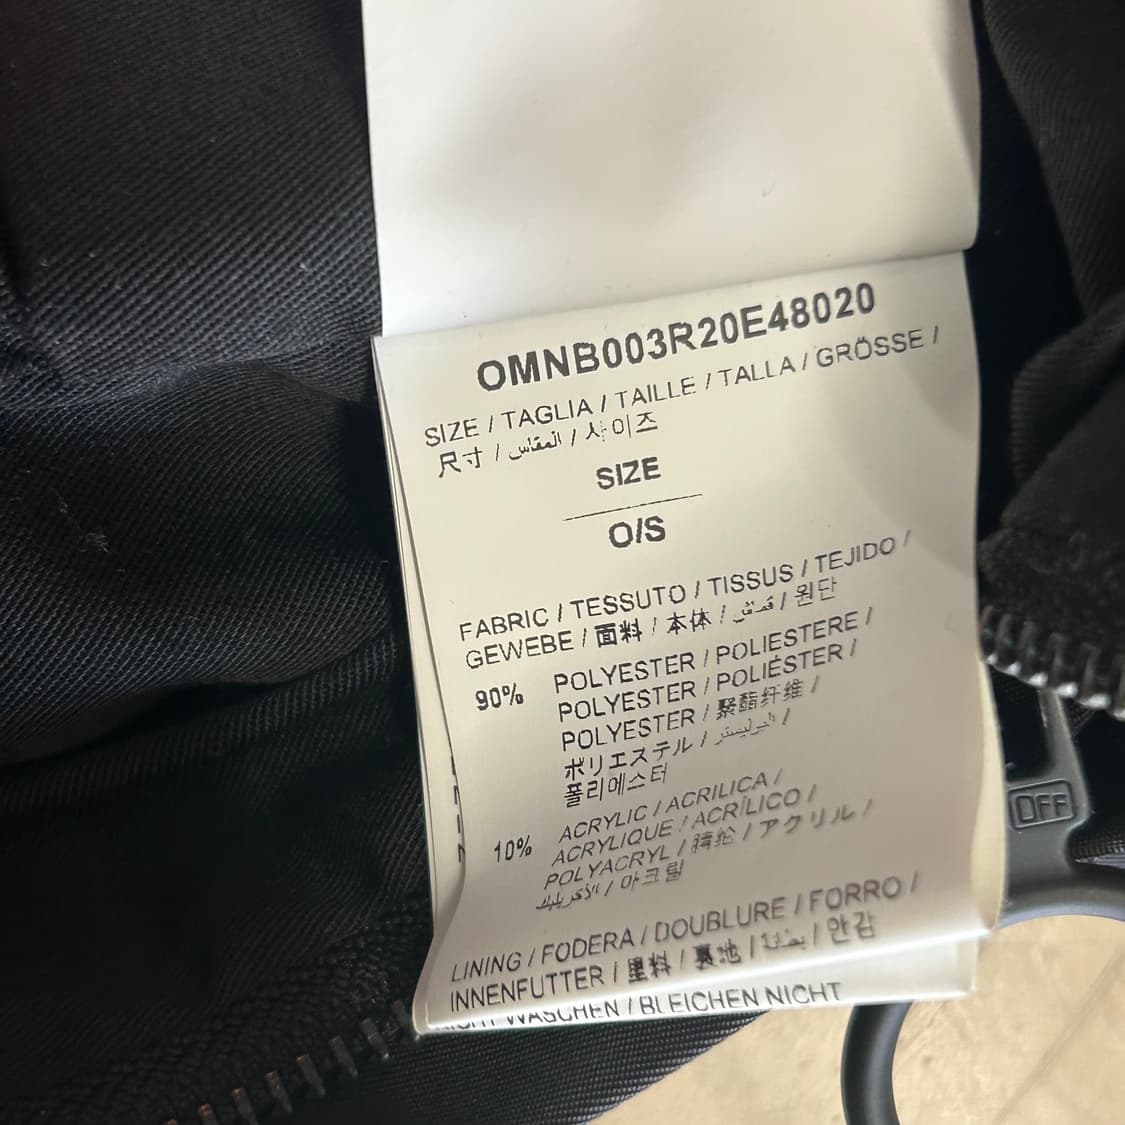 OMNB003R20E48020
SIZE / TAGLIA / TAILLE / TALLA / GRÖSSE /
尺寸 / المقاس / 사이즈
SIZE
O/S
FABRIC / TESSUTO / TISSUS / TEJIDO /
GEWEBE / 面料 / 本体 / قماش / 원단
90% POLYESTER / POLIESTERE /
POLYESTER / POLIÉSTER /
POLYESTER / 聚酯纤维 /
ポリエステル / البوليستر /
폴리에스터
10% ACRYLIC / ACRILICA /
ACRYLIQUE / ACRÍLICO /
POLYACRYL / 腈纶 / アクリル /
الأكريليك / 아크릴
LINING / FODERA / DOUBLURE / FORRO /
INNENFUTTER / 里料 / 裏地 / بطانة / 안감
NICHT WASCHEN / BLEICHEN NICHT
OFF